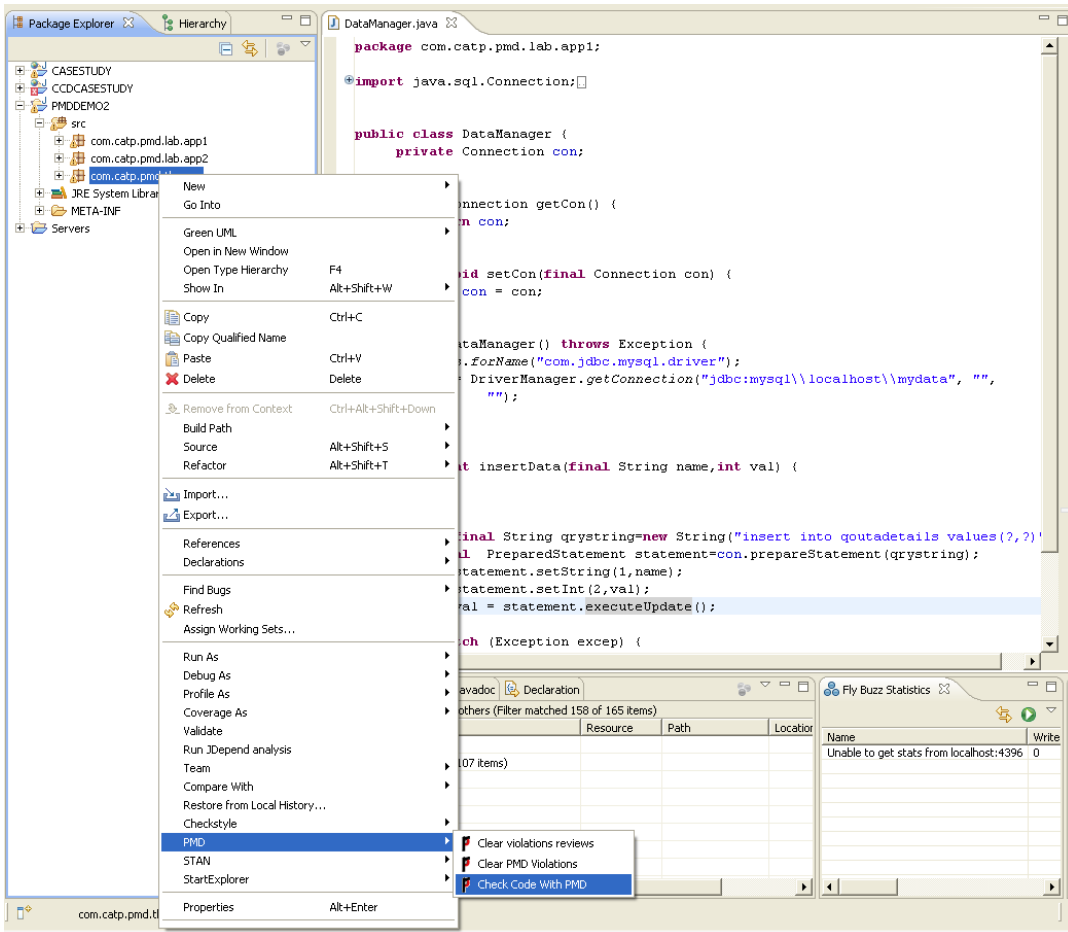 Package Explorer
Hierarchy
CASESTUDY
CCDCASESTUDY
PMDDEMO2
src
com.catp.pmd.lab.app1
com.catp.pmd.lab.app2
com.catp.pmd
JRE System Librar
META-INF
Servers
New
Go Into
Green UML
Open in New Window
Open Type Hierarchy F4
Show In Alt+Shift+W
Copy Ctrl+C
Copy Qualified Name
Paste Ctrl+V
Delete Delete
Remove from Context Ctrl+Alt+Shift+Down
Build Path
Source Alt+Shift+S
Refactor Alt+Shift+T
Import...
Export...
References
Declarations
Find Bugs
Refresh
Assign Working Sets...
Run As
Debug As
Profile As
Coverage As
Validate
Run JDepend analysis
Team
Compare With
Restore from Local History...
Checkstyle
PMD
STAN
StartExplorer
Properties Alt+Enter
Clear violations reviews
Clear PMD Violations
Check Code With PMD
DataManager.java
package com.catp.pmd.lab.app1;
import java.sql.Connection;
public class DataManager {
private Connection con;
onnection getCon() {
n con;
id setCon(final Connection con) {
con = con;
taManager() throws Exception {
s.forName("com.jdbc.mysql.driver");
= DriverManager.getConnection("jdbc:mysql\\localhost\\mydata", "",
"");
nt insertData(final String name,int val) {
final String qrystring=new String("insert into qoutadetails values(?,?)"
al PreparedStatement statement=con.prepareStatement(qrystring);
statement.setString(1,name);
statement.setInt(2,val);
val = statement.executeUpdate();
tch (Exception excep) {
avadoc
Declaration
others (Filter matched 158 of 165 items)
Resource Path Location
107 items)
Fly Buzz Statistics
Name Write
Unable to get stats from localhost:4396 0
com.catp.pmd.tl